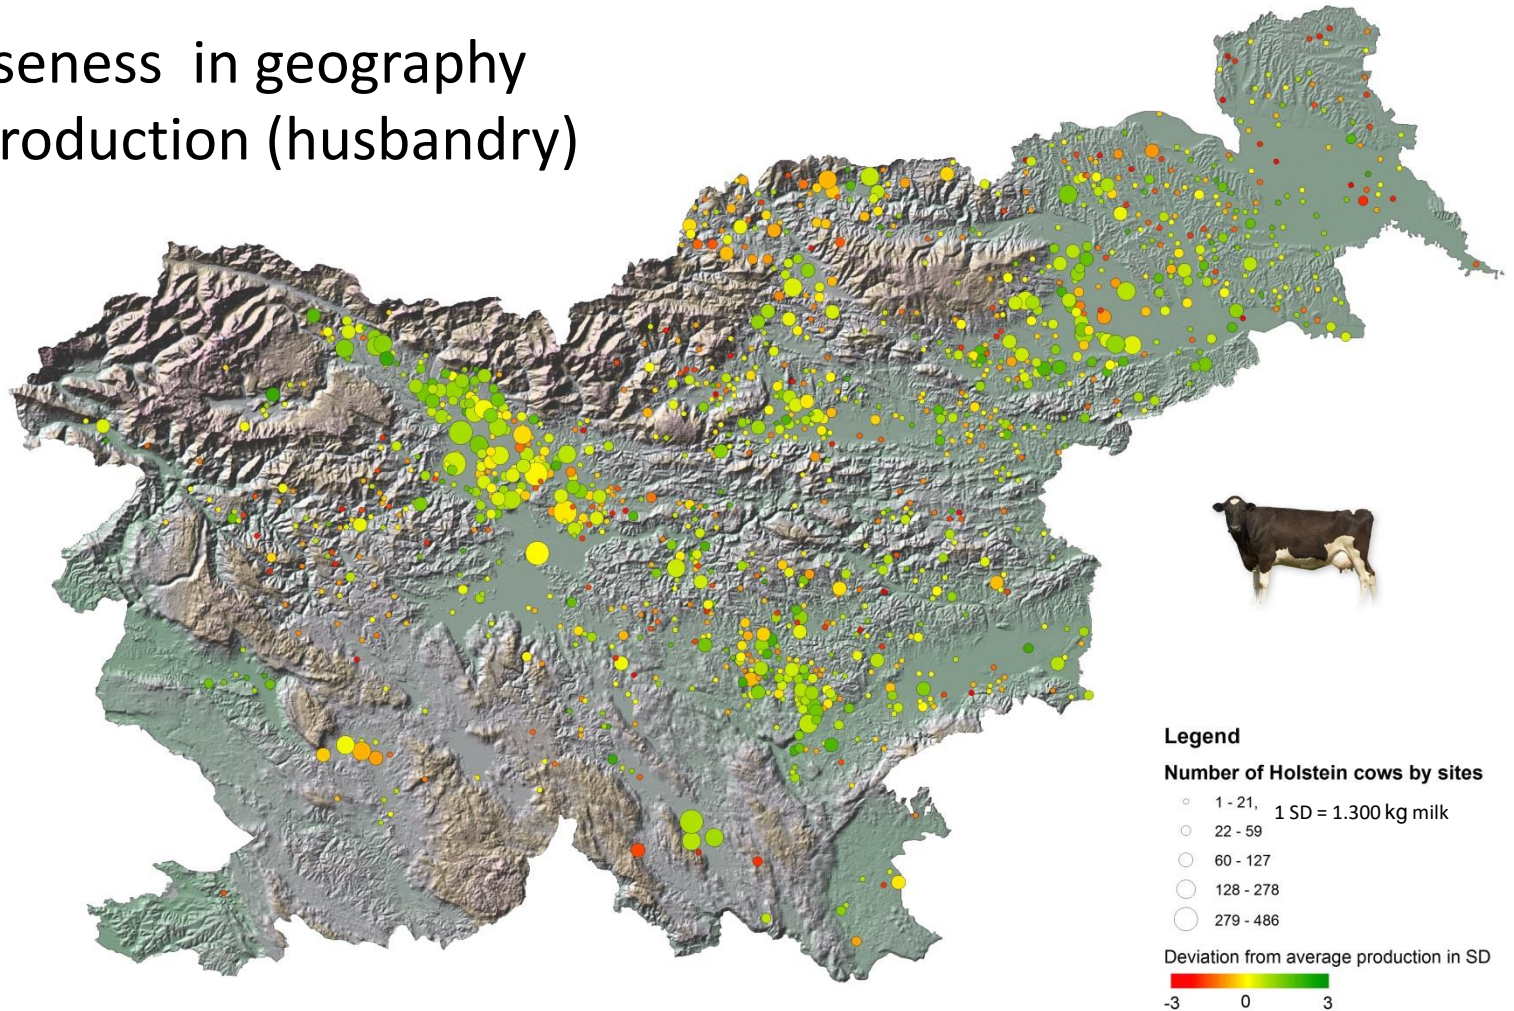 seness in geography
roduction (husbandry)
Legend
Number of Holstein cows by sites
1 - 21,
1 SD = 1.300 kg milk
22 - 59
60 - 127
128 - 278
279 - 486
Deviation from average production in SD
-3 0 3